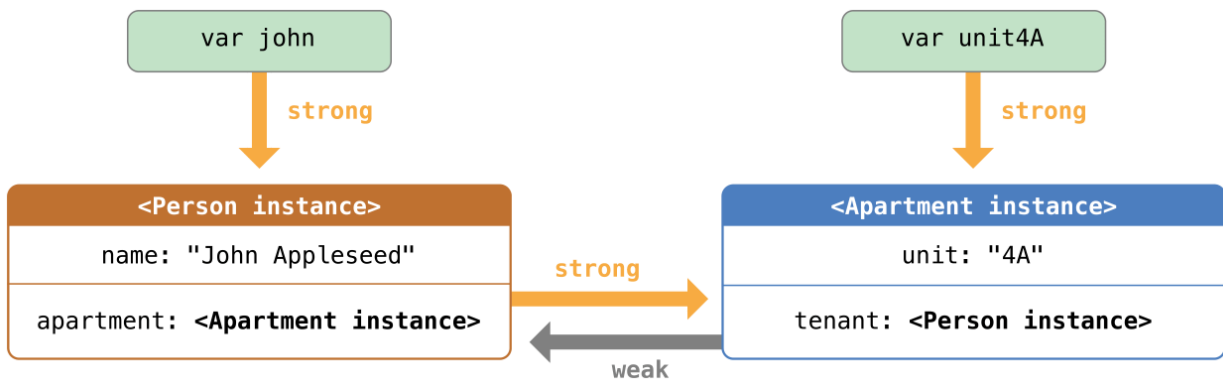 var john
var unit4A
strong
strong
<Person instance>
<Apartment instance>
name: "John Appleseed"
unit: "4A"
strong
apartment: <Apartment instance>
tenant: <Person instance>
weak